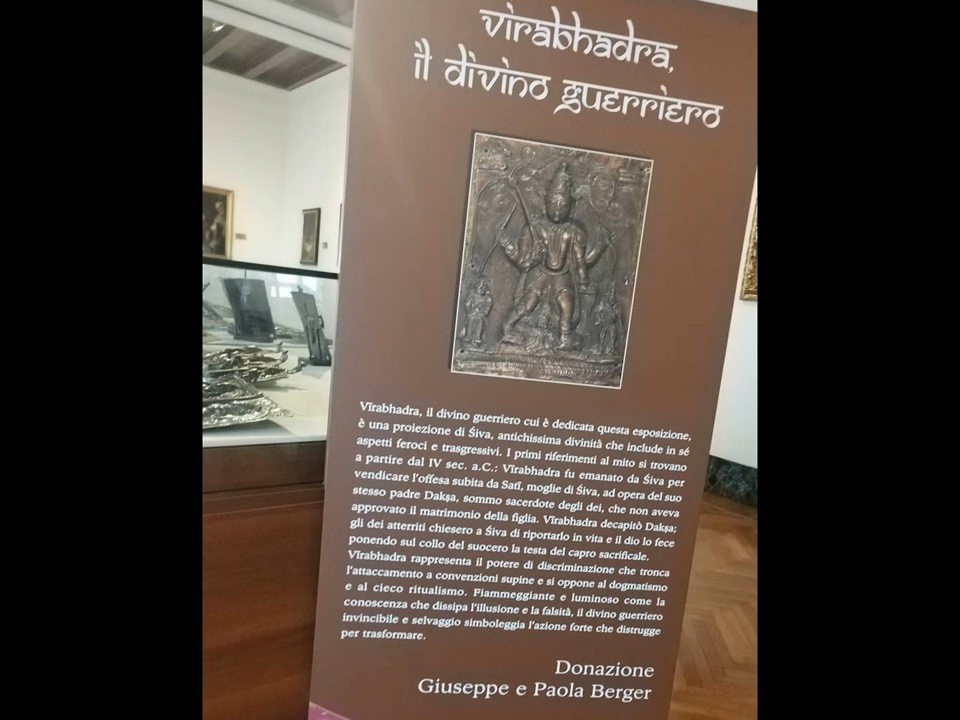 virabhadra,
il divino guerriero
Vīrabhadra, il divino guerriero cui è dedicata questa esposizione,
è una proiezione di Śiva, antichissima divinità che include in sé
aspetti feroci e trasgressivi. I primi riferimenti al mito si trovano
a partire dal IV sec. a.C.: Vīrabhadra fu emanato da Śiva per
vendicare l'offesa subita da Satī, moglie di Śiva, ad opera del suo
stesso padre Dakṣa, sommo sacerdote degli dei, che non aveva
approvato il matrimonio della figlia. Vīrabhadra decapitò Dakṣa;
gli dei atterriti chiesero a Śiva di riportarlo in vita e il dio lo fece
ponendo sul collo del suocero la testa del capro sacrificale.
Vīrabhadra rappresenta il potere di discriminazione che tronca
l'attaccamento a convenzioni supine e si oppone al dogmatismo
e al cieco ritualismo. Fiammeggiante e luminoso come la
conoscenza che dissipa l'illusione e la falsità, il divino guerriero
invincibile e selvaggio simboleggia l'azione forte che distrugge
per trasformare.
Donazione
Giuseppe e Paola Berger